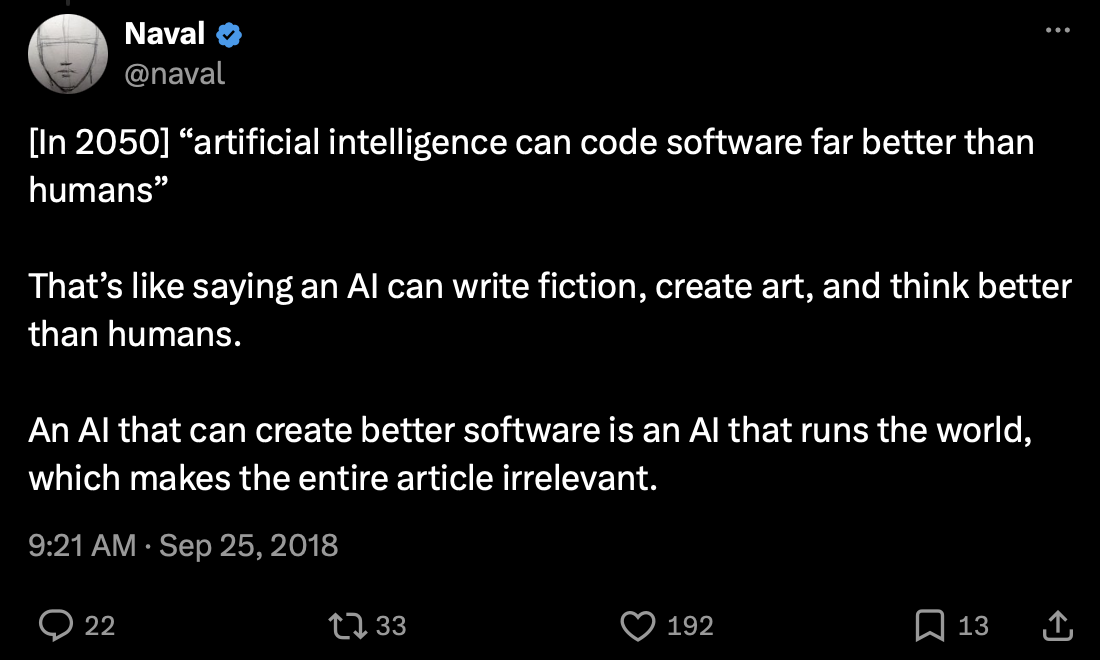 Naval
@naval
[In 2050] “artificial intelligence can code software far better than
humans”
That’s like saying an AI can write fiction, create art, and think better
than humans.
An AI that can create better software is an AI that runs the world,
which makes the entire article irrelevant.
9:21 AM · Sep 25, 2018
22 33 192 13